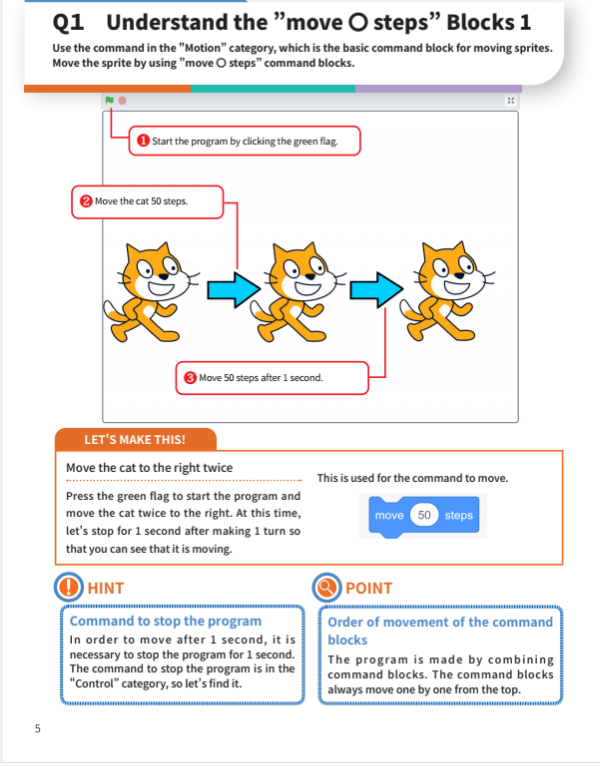 Q1 Understand the ”move O steps” Blocks 1
Use the command in the "Motion” category, which is the basic command block for moving sprites.
Move the sprite by using ”move O steps” command blocks.
1 Start the program by clicking the green flag.
2 Move the cat 50 steps.
3 Move 50 steps after 1 second.
LET'S MAKE THIS!
Move the cat to the right twice
Press the green flag to start the program and
move the cat twice to the right. At this time,
let's stop for 1 second after making 1 turn so
that you can see that it is moving.
This is used for the command to move.
move 50 steps
HINT
Command to stop the program
In order to move after 1 second, it is
necessary to stop the program for 1 second.
The command to stop the program is in the
"Control” category, so let's find it.
POINT
Order of movement of the command
blocks
The program is made by combining
command blocks. The command blocks
always move one by one from the top.
5